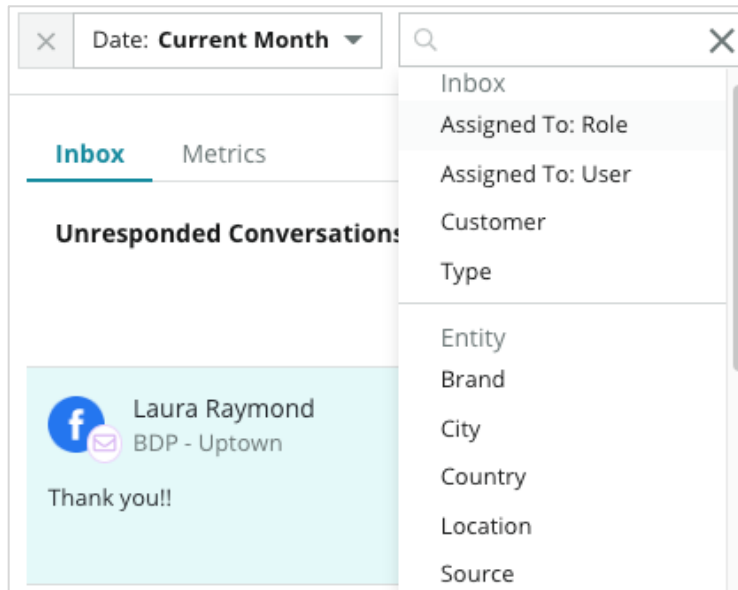 Date: Current Month
Inbox
Assigned To: Role
Assigned To: User
Customer
Type
Entity
Brand
City
Country
Location
Source
Inbox Metrics
Unresponded Conversations
Laura Raymond
BDP - Uptown
Thank you!!